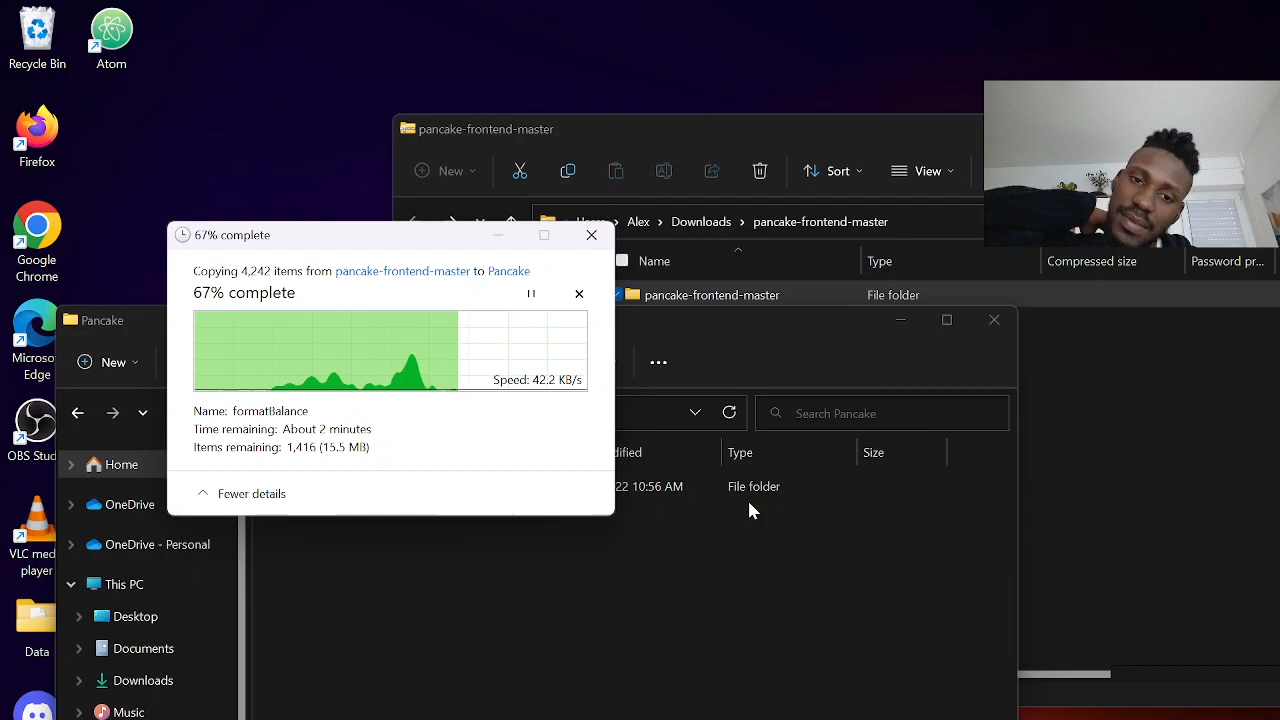 Recycle Bin
Atom
Firefox
Google
Chrome
Microso
Edge
OBS Studi
VLC med
player
Data
pancake-frontend-master
New
Sort
View
Alex
Downloads
pancake-frontend-master
Name
Type
Compressed size
Password pr...
pancake-frontend-master
File folder
67% complete
Copying 4,242 items from pancake-frontend-master to Pancake
67% complete
Speed: 42.2 KB/s
Name: formatBalance
Time remaining: About 2 minutes
Items remaining: 1,416 (15.5 MB)
Fewer details
Pancake
New
Search Pancake
dified
Type
Size
22 10:56 AM
File folder
Home
OneDrive
OneDrive - Personal
This PC
Desktop
Documents
Downloads
Music